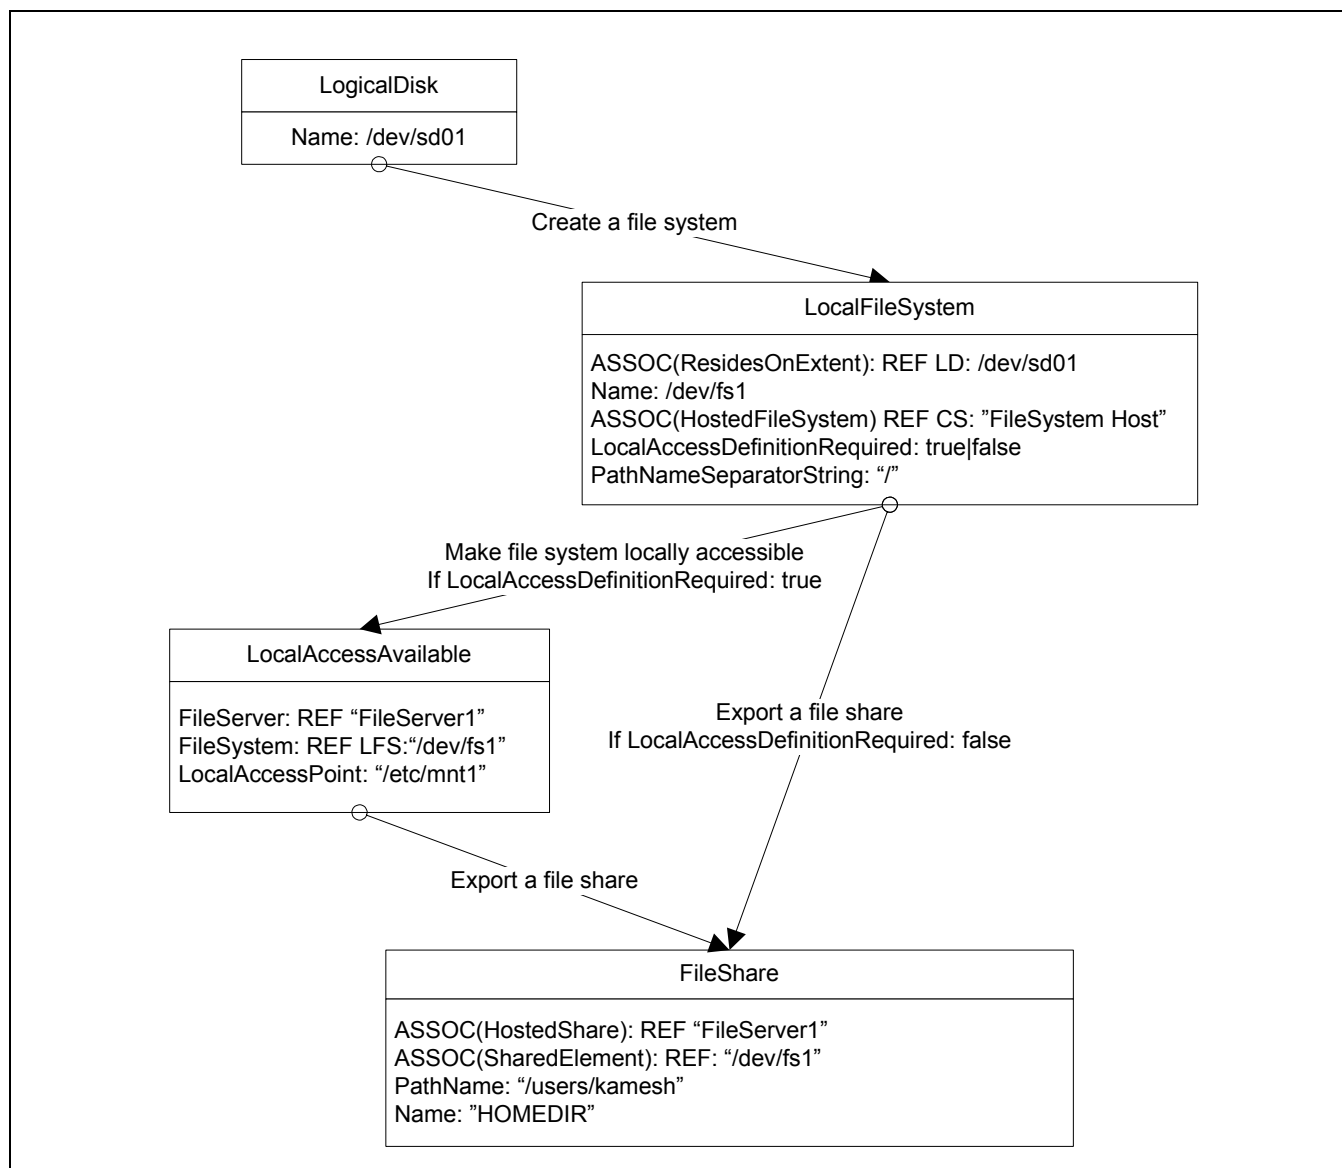 LogicalDisk
Name: /dev/sd01
Create a file system
LocalFileSystem
ASSOC(ResidesOnExtent): REF LD: /dev/sd01
Name: /dev/fs1
ASSOC(HostedFileSystem) REF CS: ”FileSystem Host”
LocalAccessDefinitionRequired: true|false
PathNameSeparatorString: “/”
Make file system locally accessible
If LocalAccessDefinitionRequired: true
LocalAccessAvailable
FileServer: REF “FileServer1”
FileSystem: REF LFS:“/dev/fs1”
LocalAccessPoint: “/etc/mnt1”
Export a file share
If LocalAccessDefinitionRequired: false
Export a file share
FileShare
ASSOC(HostedShare): REF “FileServer1”
ASSOC(SharedElement): REF: “/dev/fs1”
PathName: “/users/kamesh”
Name: ”HOMEDIR”